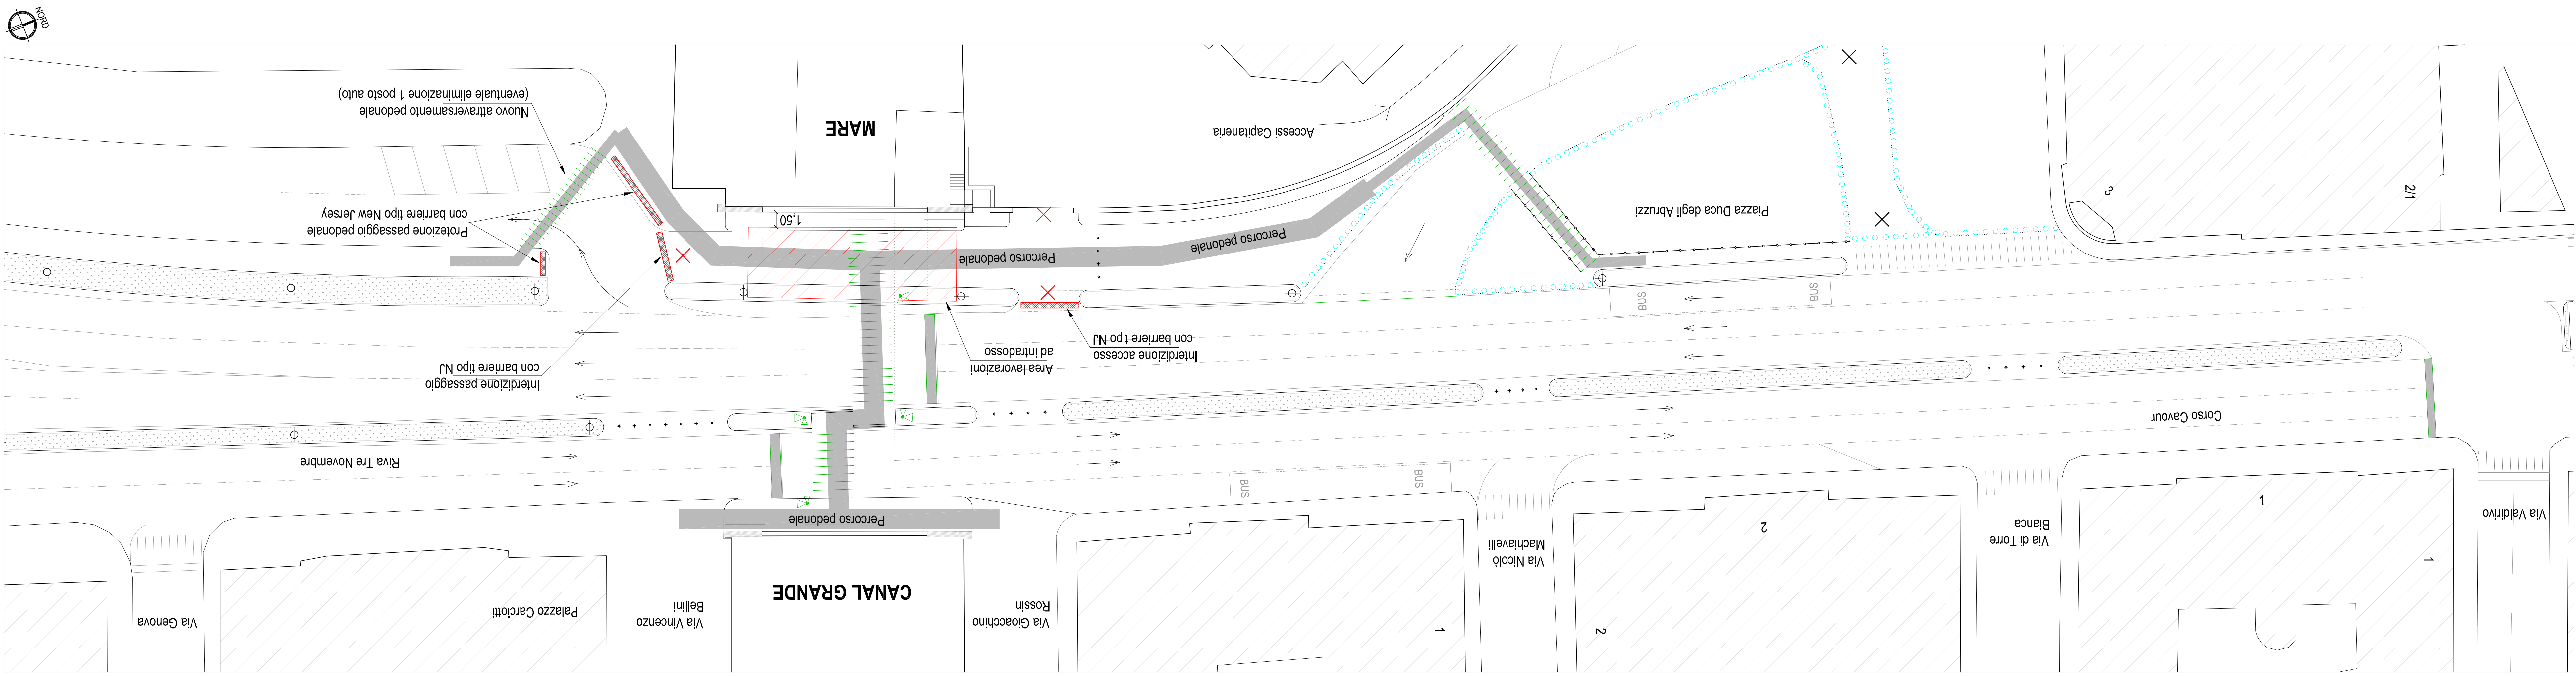 NORD
Nuovo attraversamento pedonale
(eventuale eliminazione 1 posto auto)
MARE
Accessi Capitaneria
3
2/1
Protezione passaggio pedonale
con barriere tipo New Jersey
1,50
Piazza Duca degli Abruzzi
Percorso pedonale
Percorso pedonale
BUS
BUS
Interdizione passaggio
con barriere tipo NJ
Area lavorazioni
ad intradosso
Interdizione accesso
con barriere tipo NJ
Corso Cavour
Riva Tre Novembre
BUS
BUS
Percorso pedonale
1
2
Via Valdirivo
Via di Torre
Bianca
Via Nicolò
Machiavelli
1
CANAL GRANDE
Palazzo Carciotti
Via Genova
Via Vincenzo
Bellini
Via Gioacchino
Rossini
1
2